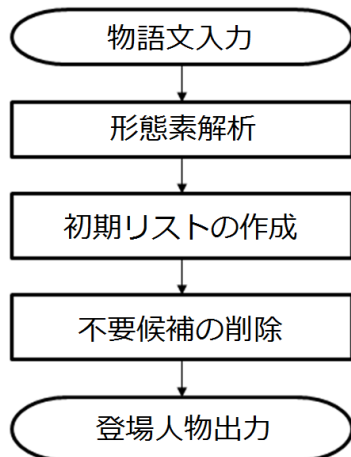 物語文入力
形態素解析
初期リストの作成
不要候補の削除
登場人物出力